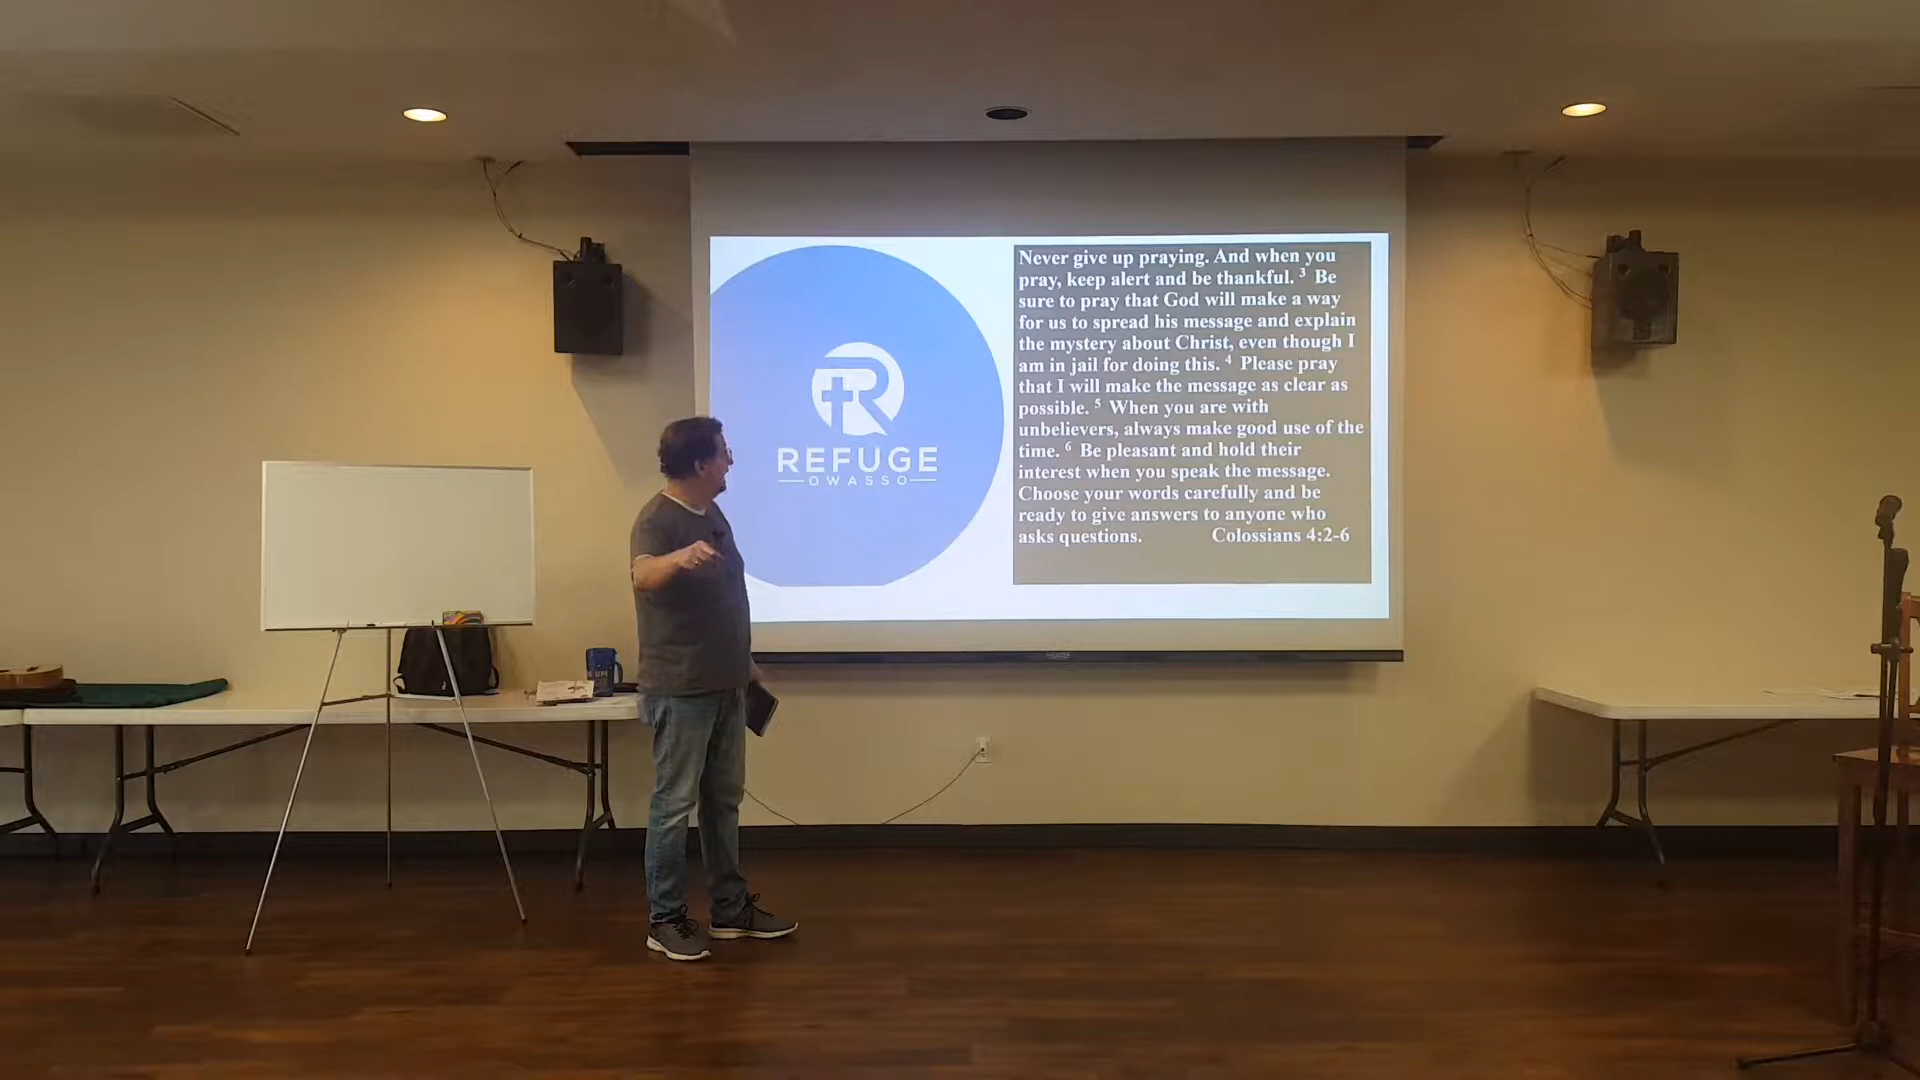 REFUGE
OWASSO
Never give up praying. And when you
pray, keep alert and be thankful. 3 Be
sure to pray that God will make a way
for us to spread his message and explain
the mystery about Christ, even though I
am in jail for doing this. 4 Please pray
that I will make the message as clear as
possible. 5 When you are with
unbelievers, always make good use of the
time. 6 Be pleasant and hold their
interest when you speak the message.
Choose your words carefully and be
ready to give answers to anyone who
asks questions. Colossians 4:2-6
UP!